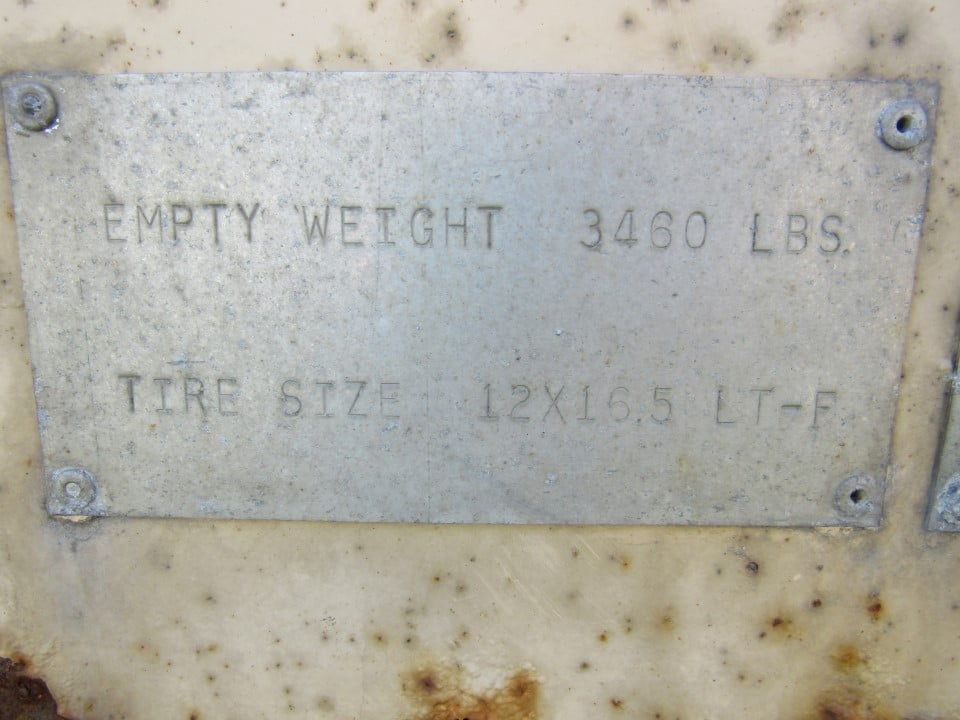 EMPTY WEIGHT 3460 LBS.
TIRE SIZE 12X16.5 LT-F